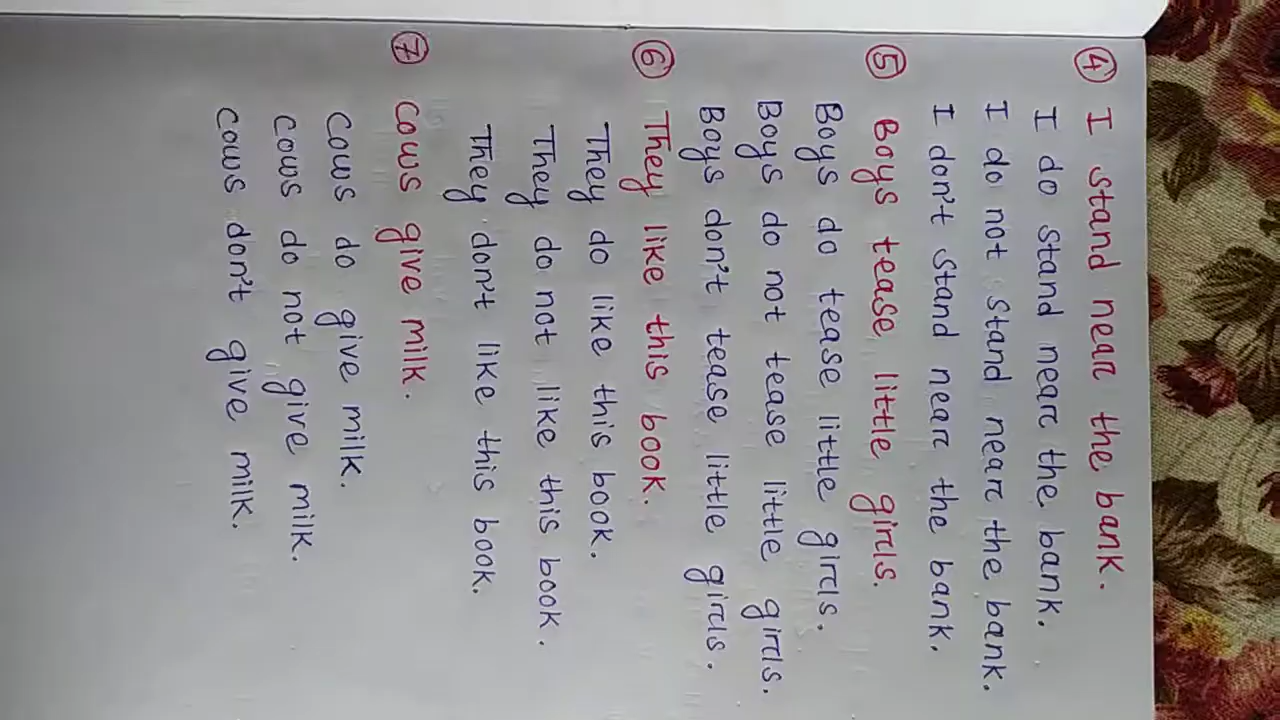 ④ I stand near the bank.
I do stand near the bank.
I do not stand near the bank.
I don't stand near the bank.
⑤ Boys tease little girls.
Boys do tease little girls.
Boys do not tease little girls.
Boys don't tease little girls.
⑥ They like this book.
They do like this book.
They do not like this book.
They don't like this book.
⑦ Cows give milk.
Cows do give milk.
Cows do not give milk.
Cows don't give milk.